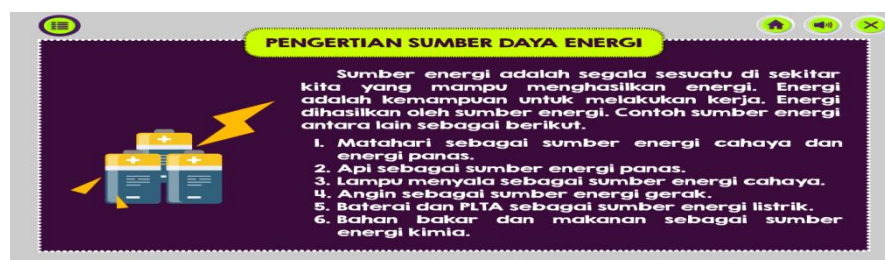 PENGERTIAN SUMBER DAYA ENERGI
Sumber energi adalah segala sesuatu di sekitar
kita yang mampu menghasilkan energi. Energi
adalah kemampuan untuk melakukan kerja. Energi
dihasilkan oleh sumber energi. Contoh sumber energi
antara lain sebagai berikut.
1. Matahari sebagai sumber energi cahaya dan
energi panas.
2. Api sebagai sumber energi panas.
3. Lampu menyala sebagai sumber energi cahaya.
4. Angin sebagai sumber energi gerak.
5. Baterai dan PLTA sebagai sumber energi listrik.
6. Bahan bakar dan makanan sebagai sumber
energi kimia.